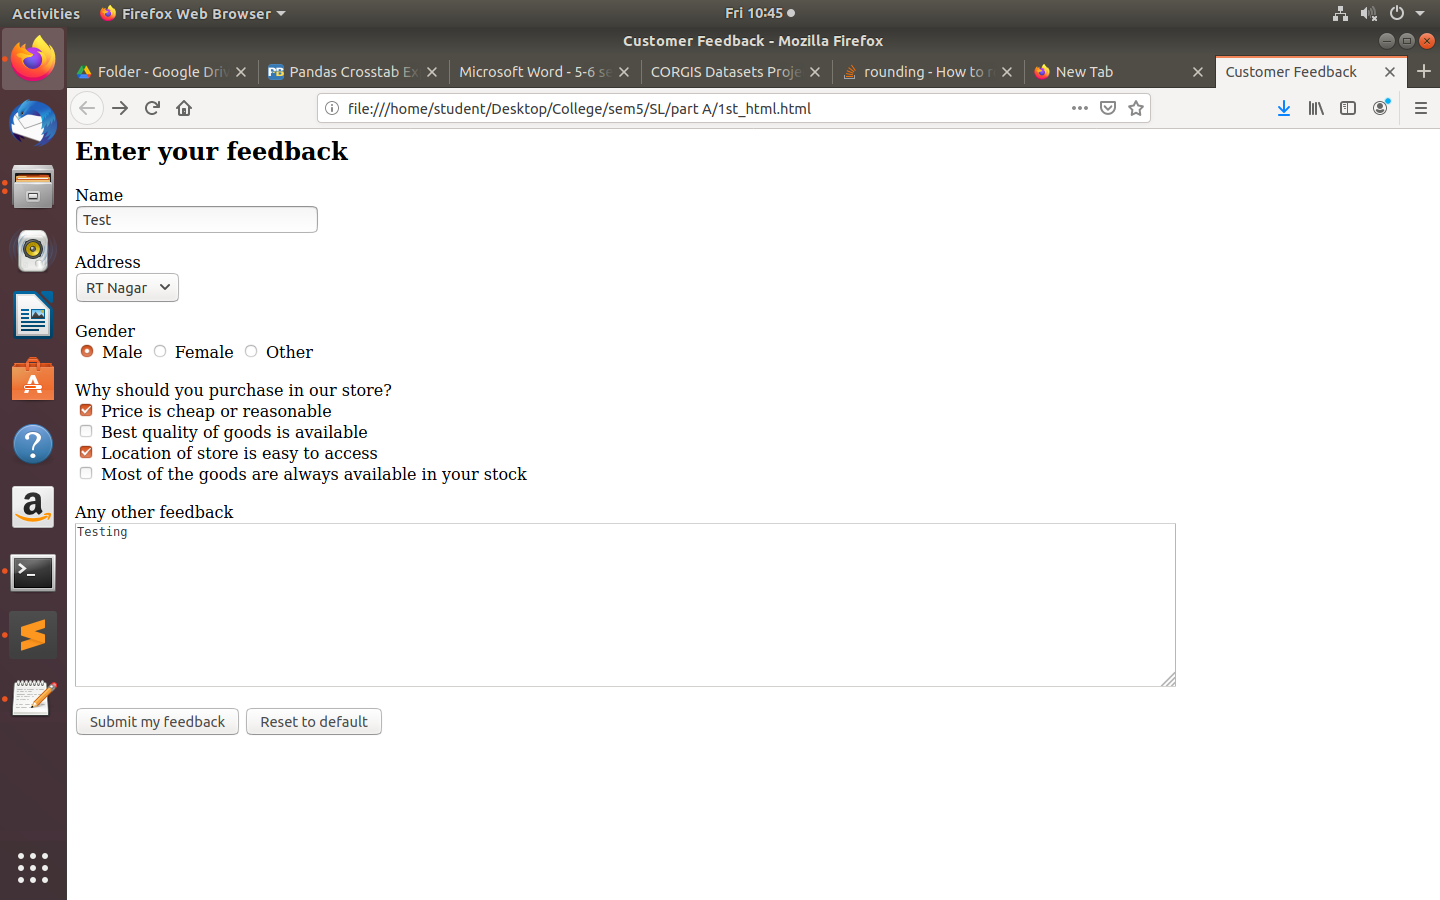 Activities Firefox Web Browser Fri 10:45
Customer Feedback - Mozilla Firefox
Folder - Google Driv Pandas Crosstab Ex Microsoft Word - 5-6 se CORGIS Datasets Proje rounding - How to r New Tab Customer Feedback
file:///home/student/Desktop/College/sem5/SL/part A/1st_html.html
Enter your feedback
Name
Test
Address
RT Nagar
Gender
Male Female Other
Why should you purchase in our store?
Price is cheap or reasonable
Best quality of goods is available
Location of store is easy to access
Most of the goods are always available in your stock
Any other feedback
Testing
Submit my feedback Reset to default